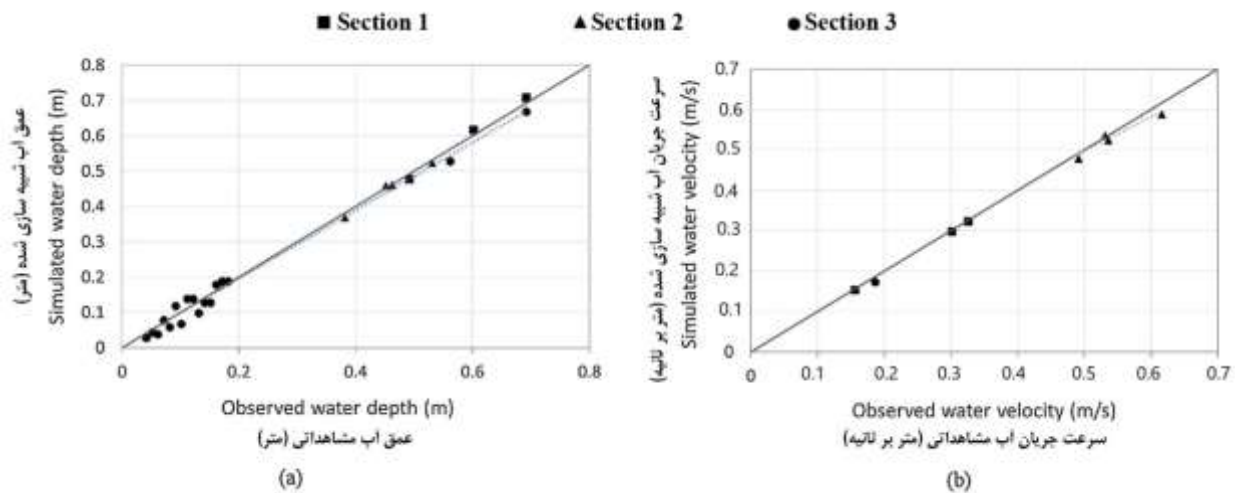 ■ Section 1 ▲ Section 2 ● Section 3
عمق آب شبیه سازی شده (متر)
Simulated water depth (m)
0.8
0.7
0.6
0.5
0.4
0.3
0.2
0.1
0
0 0.2 0.4 0.6 0.8
Observed water depth (m)
عمق آب مشاهداتی (متر)
(a)
سرعت جریان آب شبیه سازی شده (متر بر ثانیه)
Simulated water velocity (m/s)
0.7
0.6
0.5
0.4
0.3
0.2
0.1
0
0 0.1 0.2 0.3 0.4 0.5 0.6 0.7
Observed water velocity (m/s)
سرعت جریان آب مشاهداتی (متر بر ثانیه)
(b)